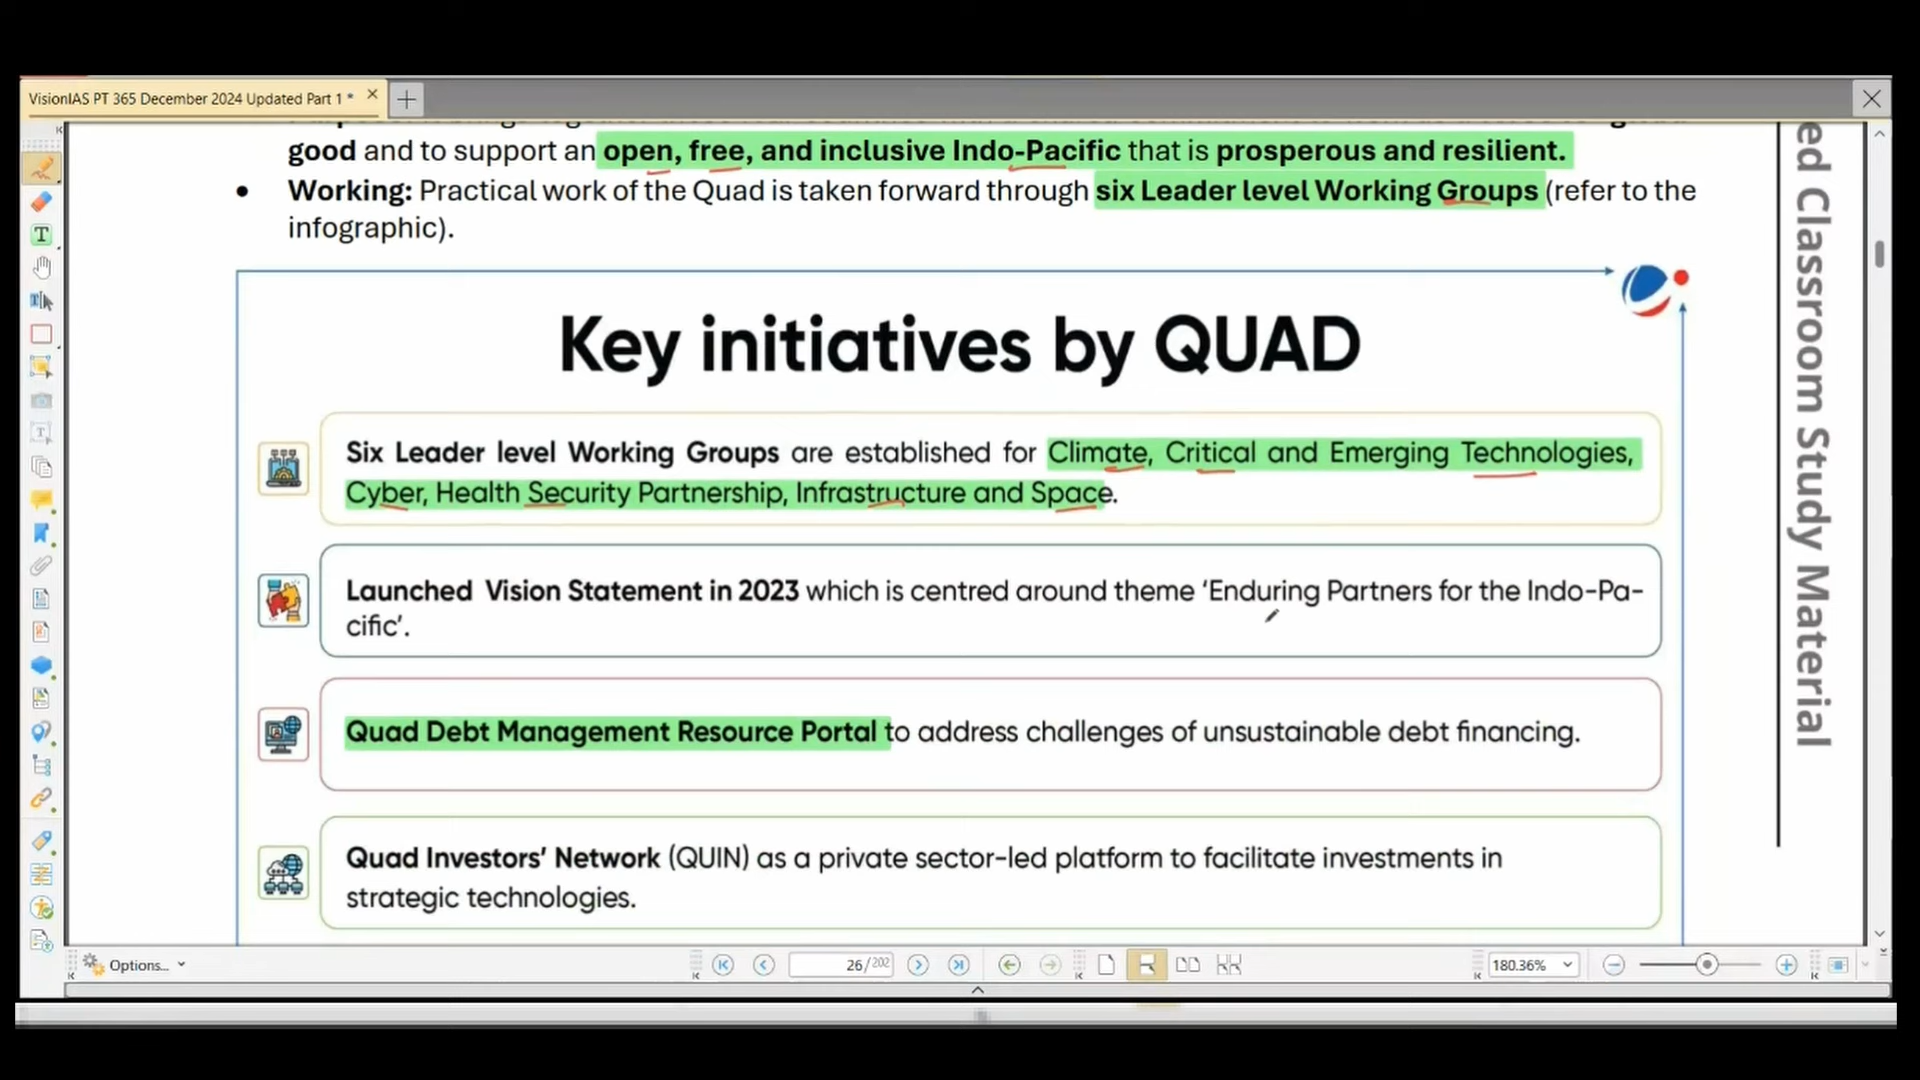 VisionIAS PT 365 December 2024 Updated Part 1 *
good and to support an open, free, and inclusive Indo-Pacific that is prosperous and resilient.
• Working: Practical work of the Quad is taken forward through six Leader level Working Groups (refer to the
infographic).
Key initiatives by QUAD
Six Leader level Working Groups are established for Climate, Critical and Emerging Technologies,
Cyber, Health Security Partnership, Infrastructure and Space.
Launched Vision Statement in 2023 which is centred around theme ‘Enduring Partners for the Indo-Pa-
cific’.
Quad Debt Management Resource Portal to address challenges of unsustainable debt financing.
Quad Investors’ Network (QUIN) as a private sector-led platform to facilitate investments in
strategic technologies.
ed Classroom Study Material
Options...
26 / 202
180.36%